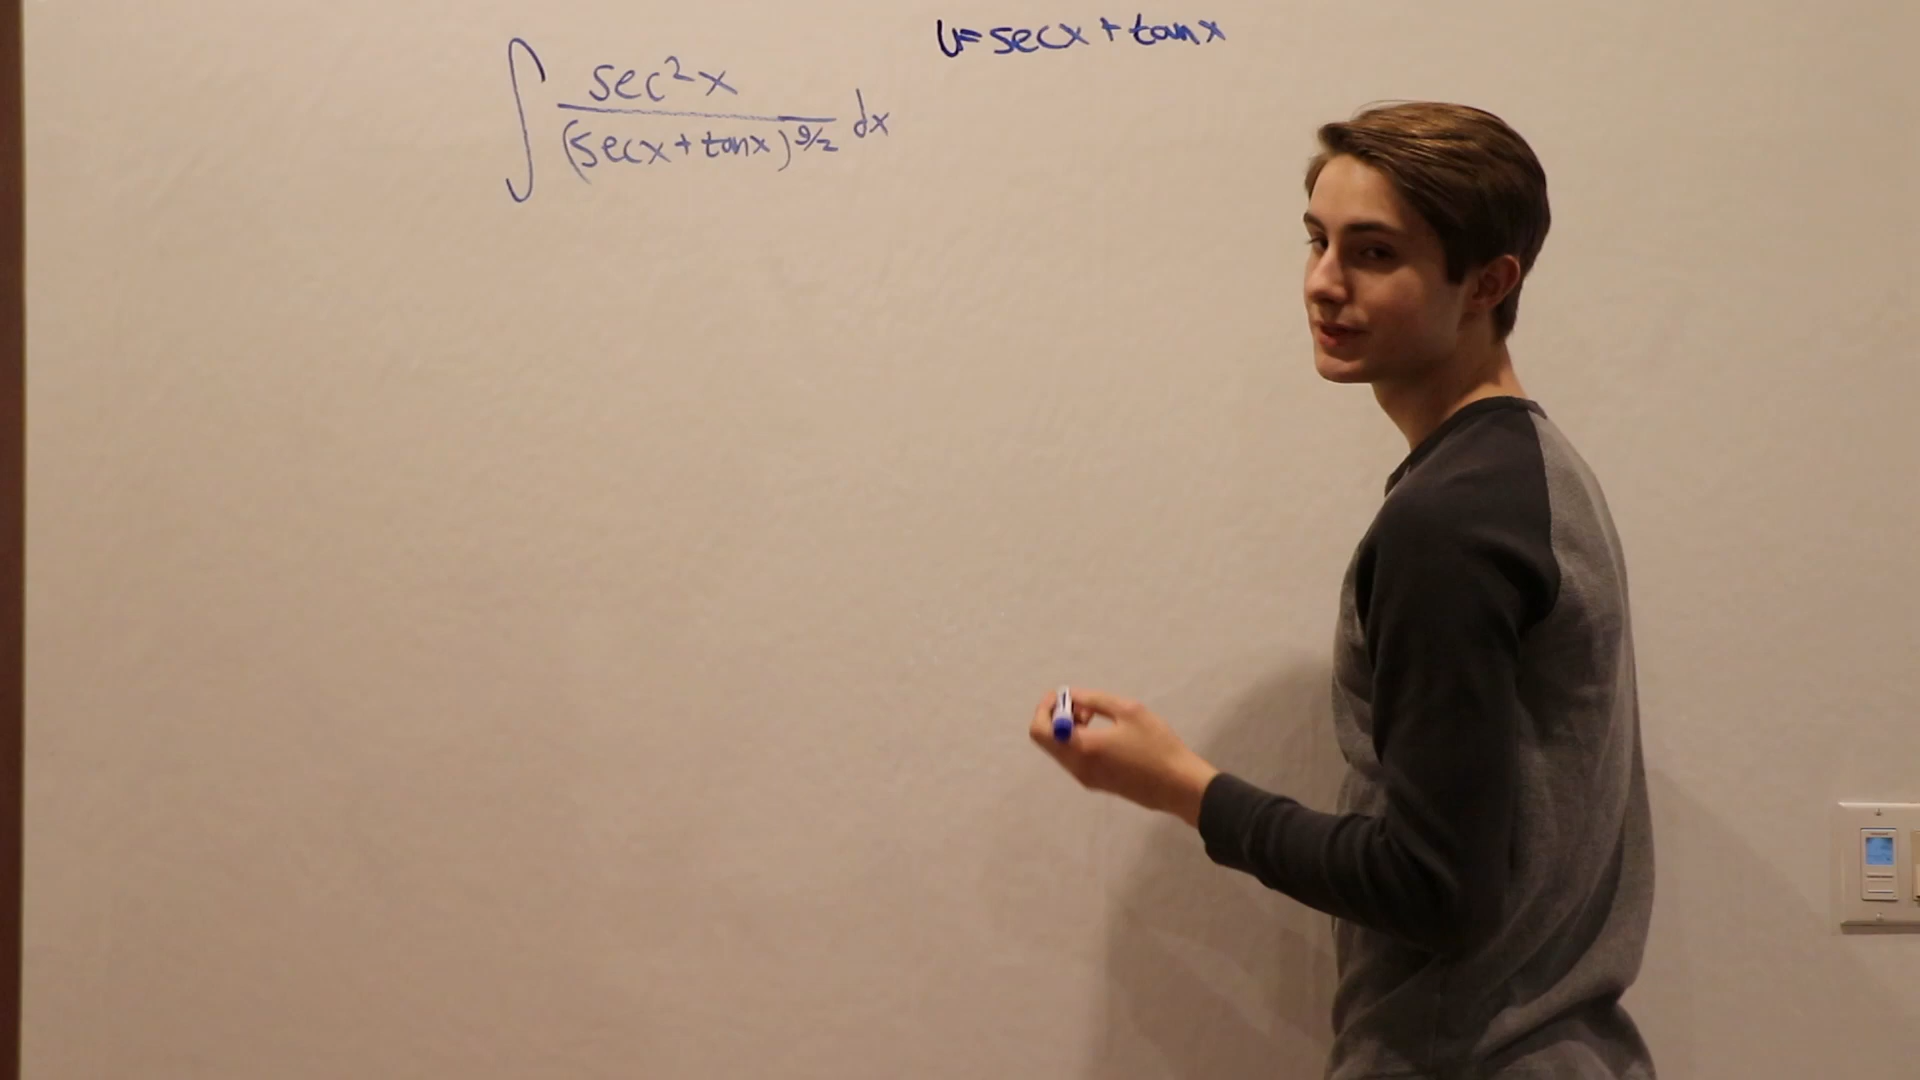 ∫ sec²x / (secx + tanx)^(9/2) dx
u = secx + tanx